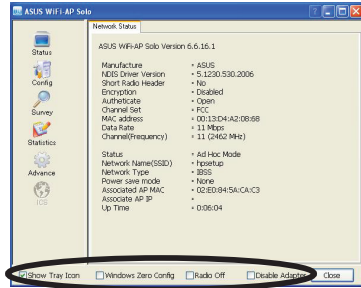 ASUS WiFi-AP Solo
Network Status
ASUS WiFi-AP Solo Version 6.6.16.1
Manufacture * ASUS
NDIS Driver Version * 5.1230.530.2006
Short Radio Header * No
Encryption * Disabled
Autheticate * Open
Channel Set * FCC
MAC address * 00:13:D4:A2:0B:68
Data Rate * 11 Mbps
Channel(Frequency) * 11 (2462 MHz)
Status * Ad Hoc Mode
Network Name(SSID) * hpsetup
Network Type * IBSS
Power save mode * None
Associated AP MAC * 02:E0:84:5A:CA:C3
Associate AP IP *
Up Time * 0:06:04
Status
Config
Survey
Statistics
Advance
ICS
Show Tray Icon
Windows Zero Config
Radio Off
Disable Adapter
Close